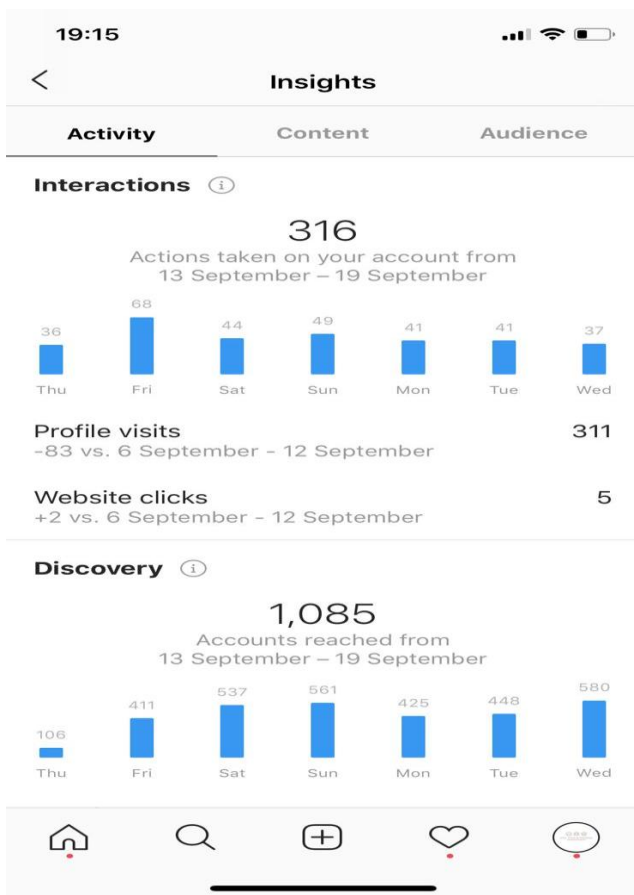 19:15
Insights
Activity Content Audience
Interactions
316
Actions taken on your account from
13 September – 19 September
36 68 44 49 41 41 37
Thu Fri Sat Sun Mon Tue Wed
Profile visits 311
-83 vs. 6 September - 12 September
Website clicks 5
+2 vs. 6 September - 12 September
Discovery
1,085
Accounts reached from
13 September – 19 September
106 411 537 561 425 448 580
Thu Fri Sat Sun Mon Tue Wed